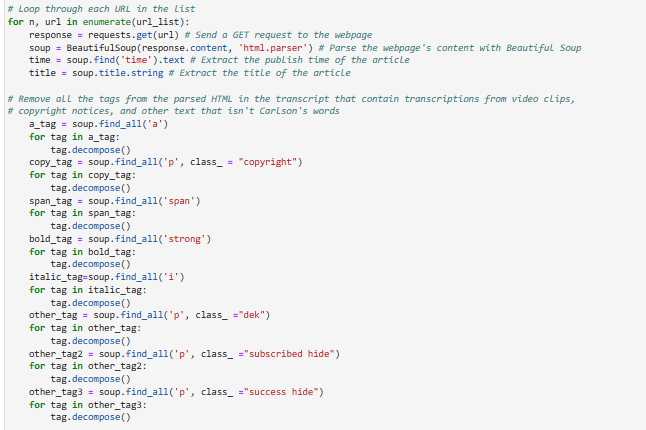 # Loop through each URL in the list
for n, url in enumerate(url_list):
    response = requests.get(url) # Send a GET request to the webpage
    soup = BeautifulSoup(response.content, 'html.parser') # Parse the webpage's content with Beautiful Soup
    time = soup.find('time').text # Extract the publish time of the article
    title = soup.title.string # Extract the title of the article

# Remove all the tags from the parsed HTML in the transcript that contain transcriptions from video clips,
# copyright notices, and other text that isn't Carlson's words
    a_tag = soup.find_all('a')
    for tag in a_tag:
        tag.decompose()
    copy_tag = soup.find_all('p', class_ = "copyright")
    for tag in copy_tag:
        tag.decompose()
    span_tag = soup.find_all('span')
    for tag in span_tag:
        tag.decompose()
    bold_tag = soup.find_all('strong')
    for tag in bold_tag:
        tag.decompose()
    italic_tag=soup.find_all('i')
    for tag in italic_tag:
        tag.decompose()
    other_tag = soup.find_all('p', class_ ="dek")
    for tag in other_tag:
        tag.decompose()
    other_tag2 = soup.find_all('p', class_ ="subscribed hide")
    for tag in other_tag2:
        tag.decompose()
    other_tag3 = soup.find_all('p', class_ ="success hide")
    for tag in other_tag3:
        tag.decompose()